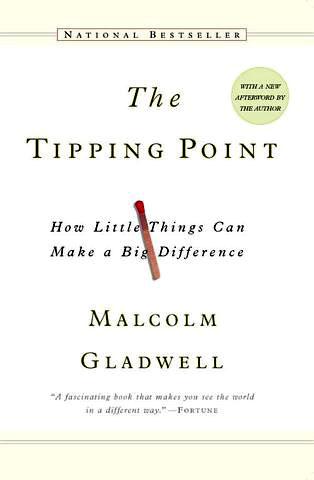 NATIONAL BESTSELLER
The
TIPPING POINT
WITH A NEW
AFTERWORD BY
THE AUTHOR
How Little Things Can
Make a Big Difference
MALCOLM
GLADWELL
“A fascinating book that makes you see the world
in a different way.”—FORTUNE